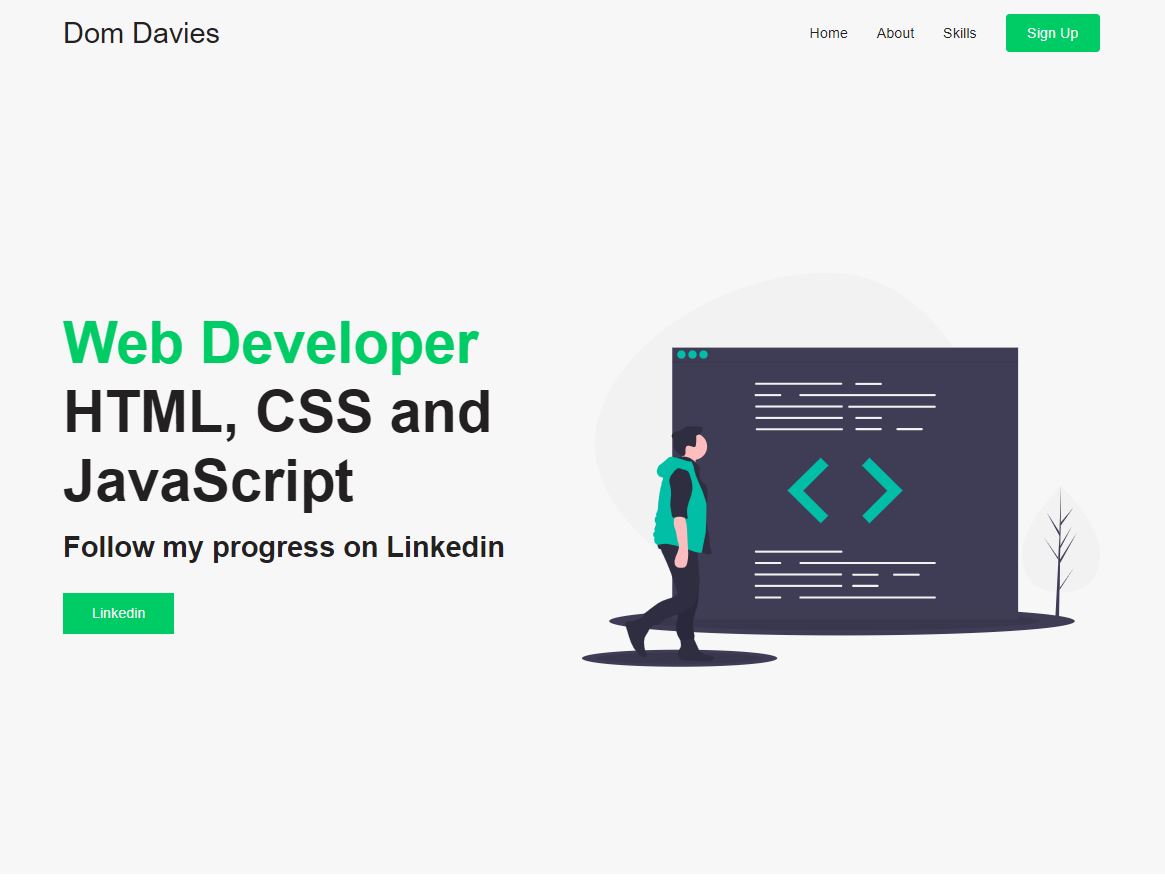 Dom Davies
Home About Skills Sign Up
Web Developer
HTML, CSS and
JavaScript
Follow my progress on Linkedin
Linkedin